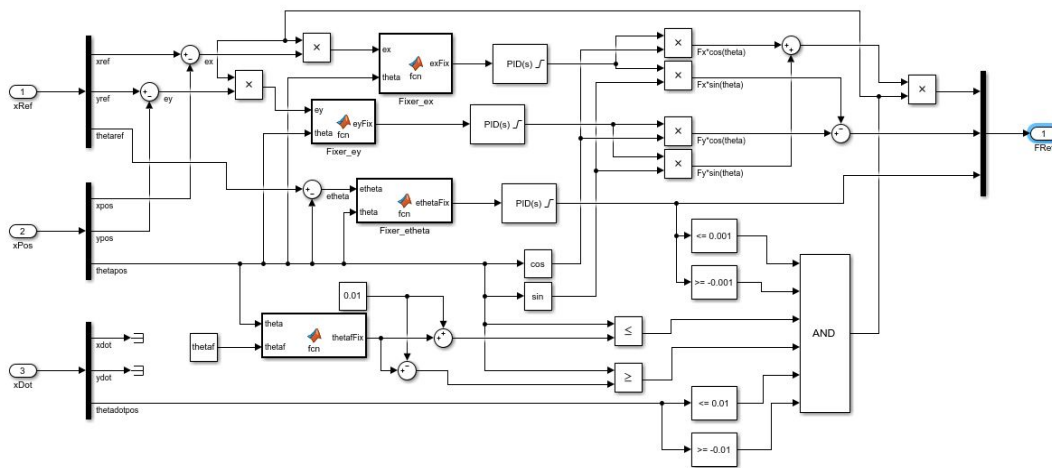 xref
ex
×
ex
theta
fcn
exFix
Fixer_ex
PID(s)
×
Fx*cos(theta)
×
Fx*sin(theta)
×
1
xRef
yref
ey
×
ey
theta
fcn
eyFix
Fixer_ey
PID(s)
×
Fy*cos(theta)
×
Fy*sin(theta)
1
FRef
thetaref
etheta
etheta
theta
fcn
ethetaFix
Fixer_etheta
PID(s)
xpos
2
xPos
ypos
thetapos
cos
sin
<= 0.001
>= -0.001
0.01
theta
thetaf
fcn
thetafFix
thetaf
≤
≥
AND
xdot
3
xDot
ydot
thetadotpos
<= 0.01
>= -0.01